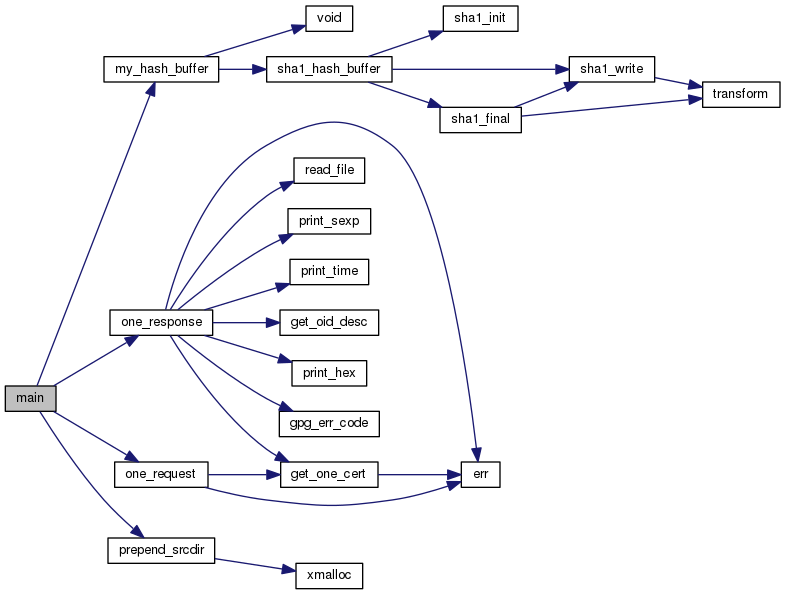 void
sha1_init
my_hash_buffer
sha1_hash_buffer
sha1_write
transform
sha1_final
read_file
print_sexp
print_time
one_response
get_oid_desc
print_hex
main
gpg_err_code
one_request
get_one_cert
err
prepend_srcdir
xmalloc